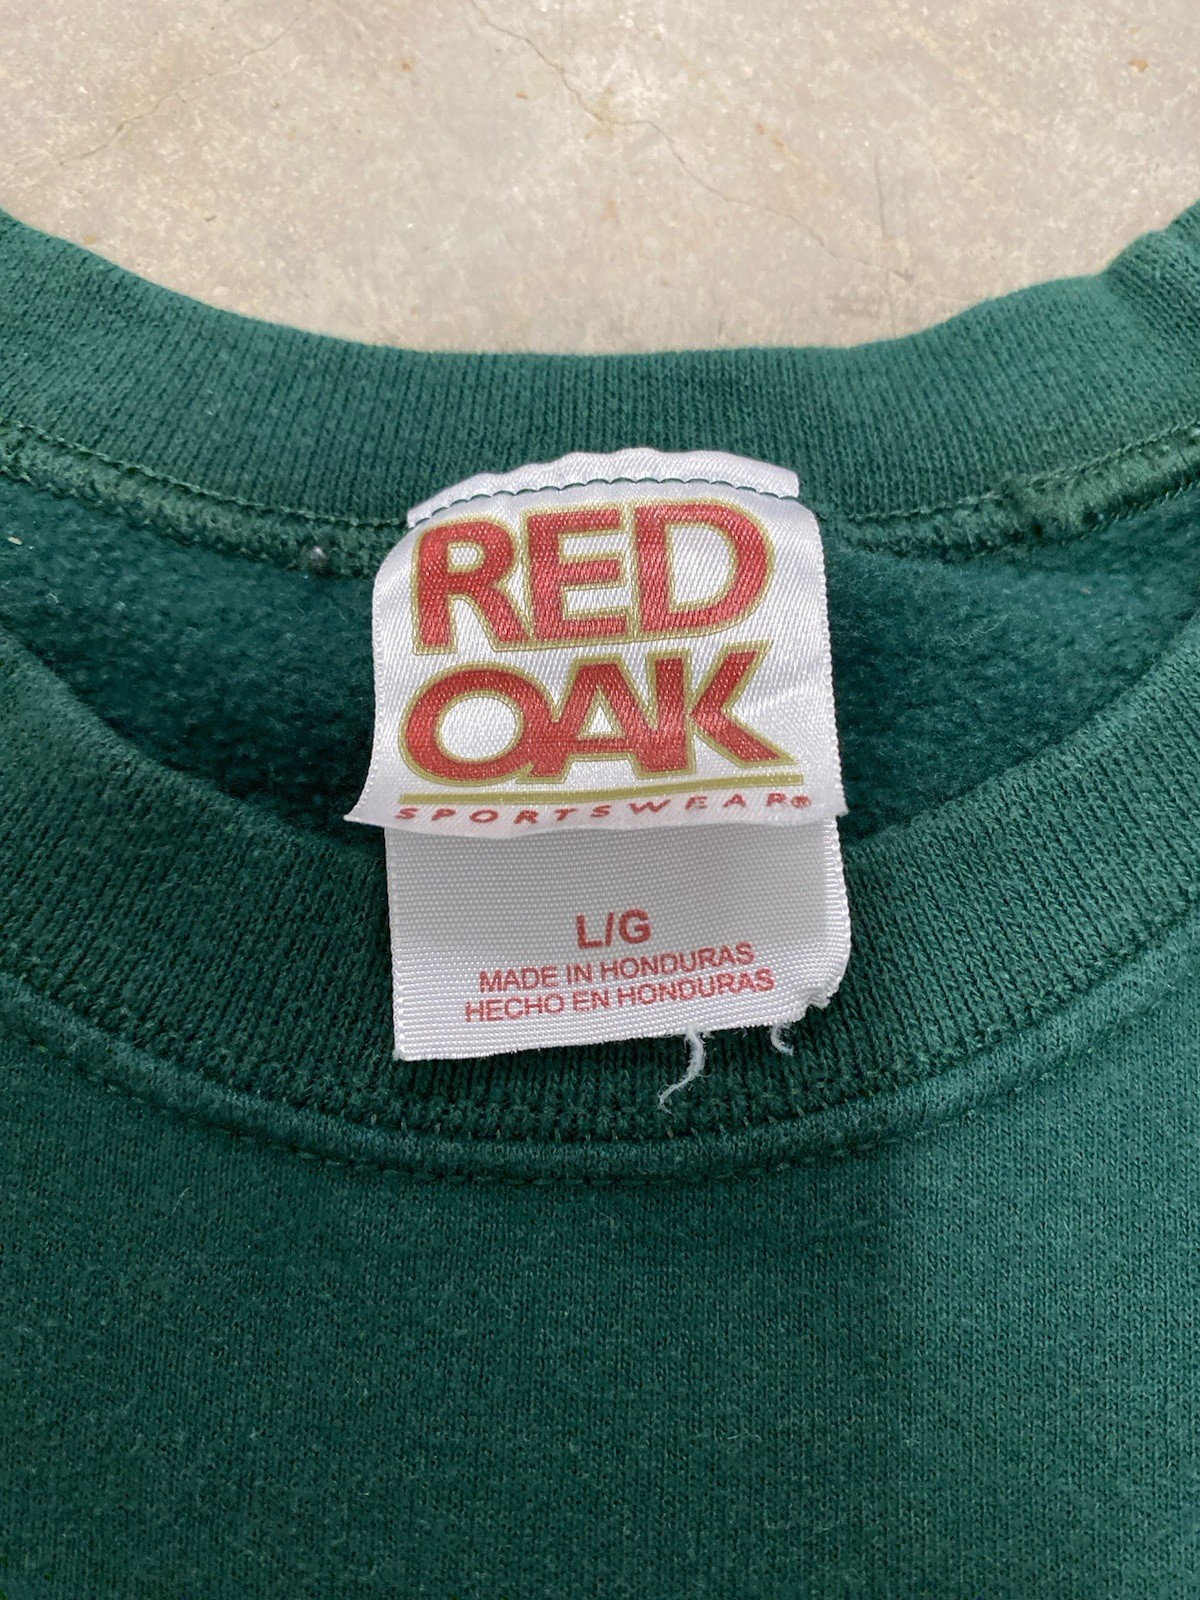 RED
OAK
SPORTSWEAR®
L/G
MADE IN HONDURAS
HECHO EN HONDURAS